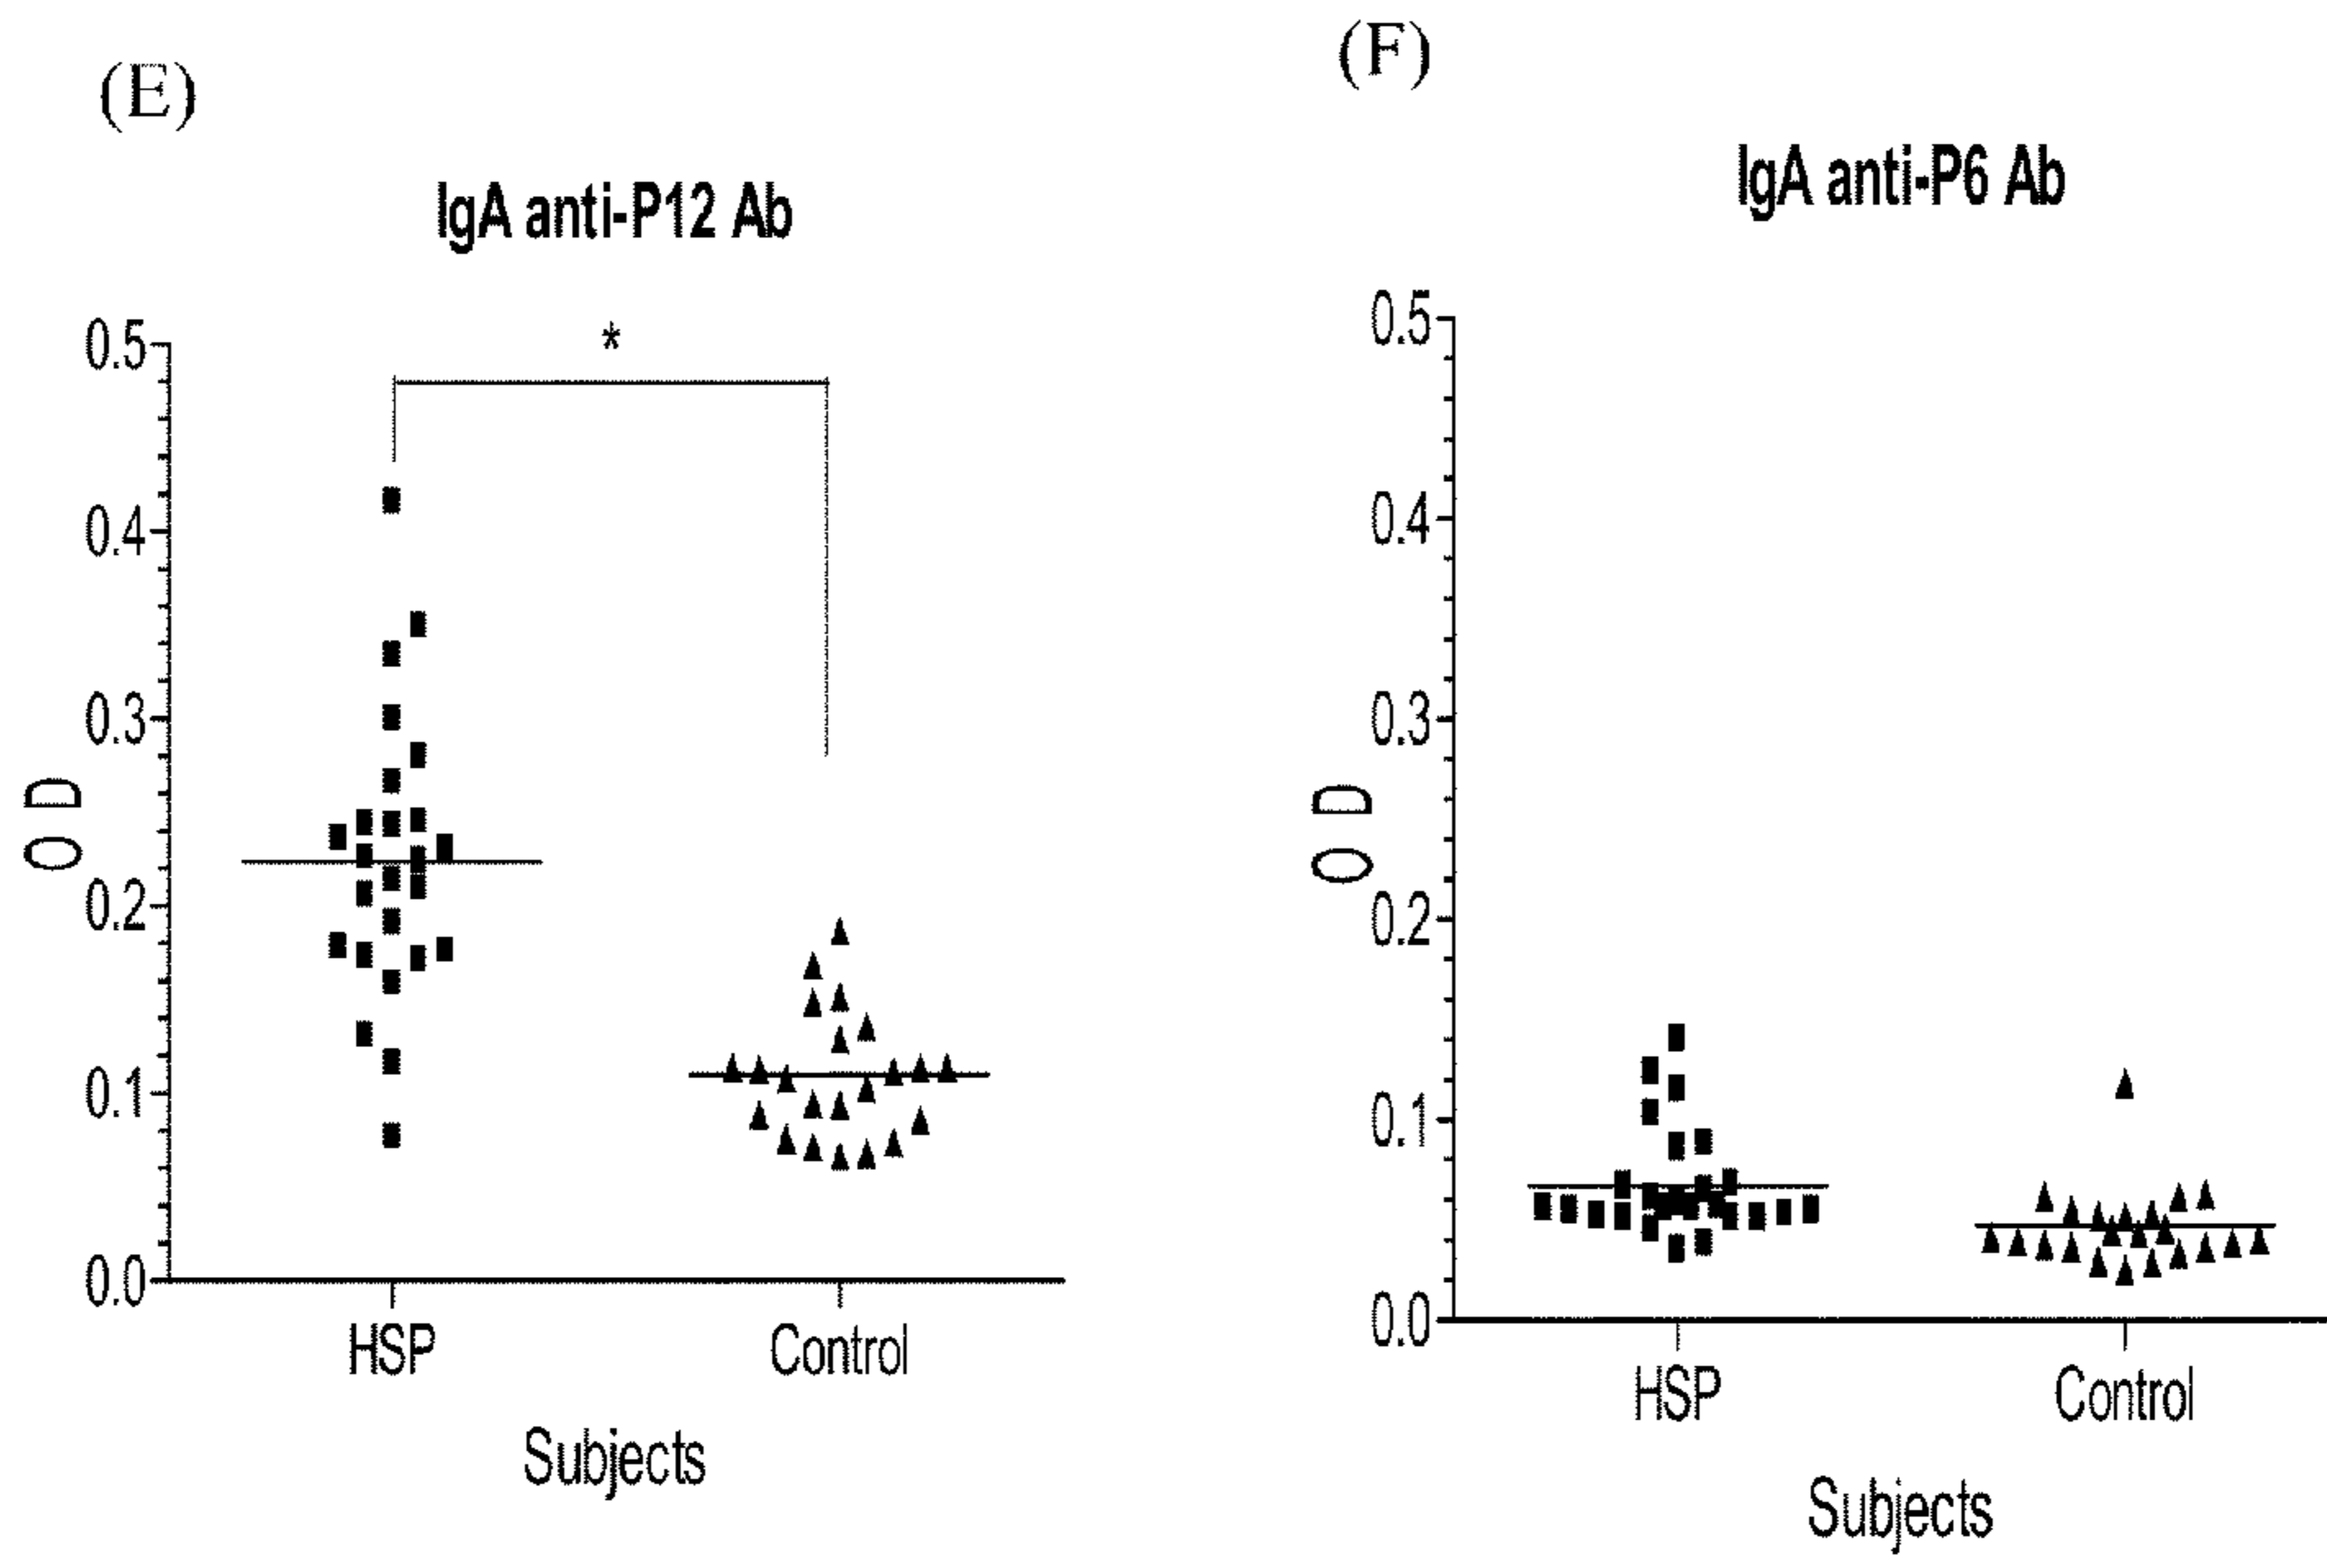 (E)
IgA anti-P12 Ab
0.5
*
0.4
0.3
0.2
0.1
0.0
O D
HSP
Control
Subjects
(F)
IgA anti-P6 Ab
0.5
0.4
0.3
0.2
0.1
0.0
O D
HSP
Control
Subjects